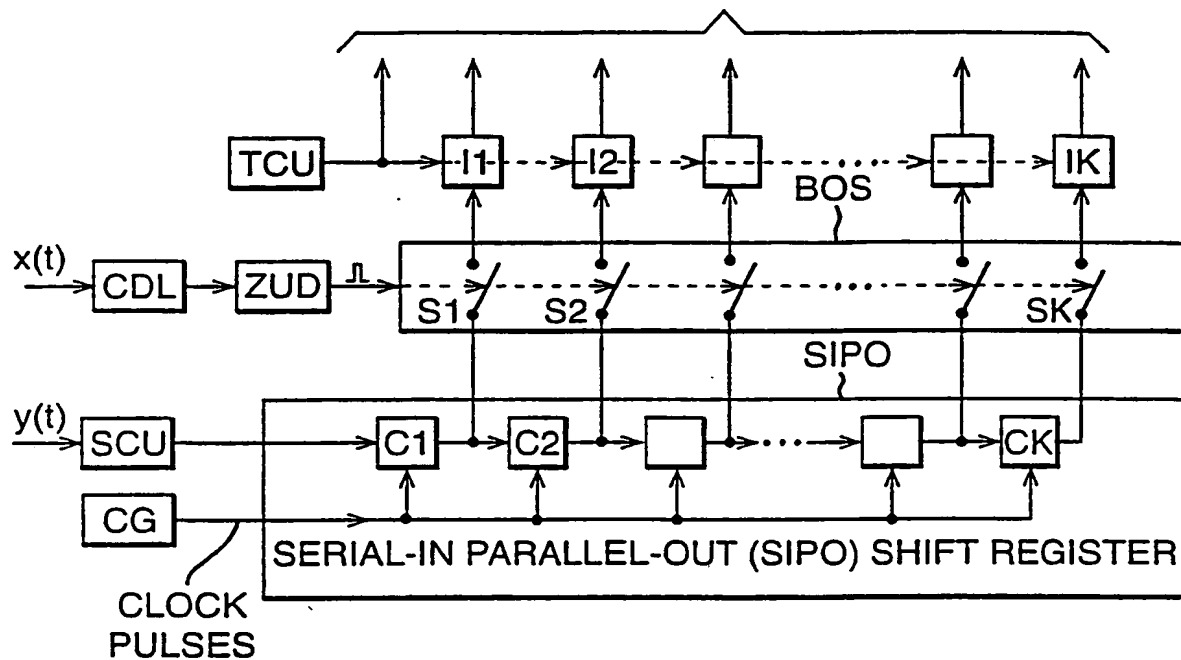 TCU
I1
I2
IK
BOS
x(t)
CDL
ZUD
S1
S2
SK
SIPO
y(t)
SCU
C1
C2
CK
CG
SERIAL-IN PARALLEL-OUT (SIPO) SHIFT REGISTER
CLOCK
PULSES